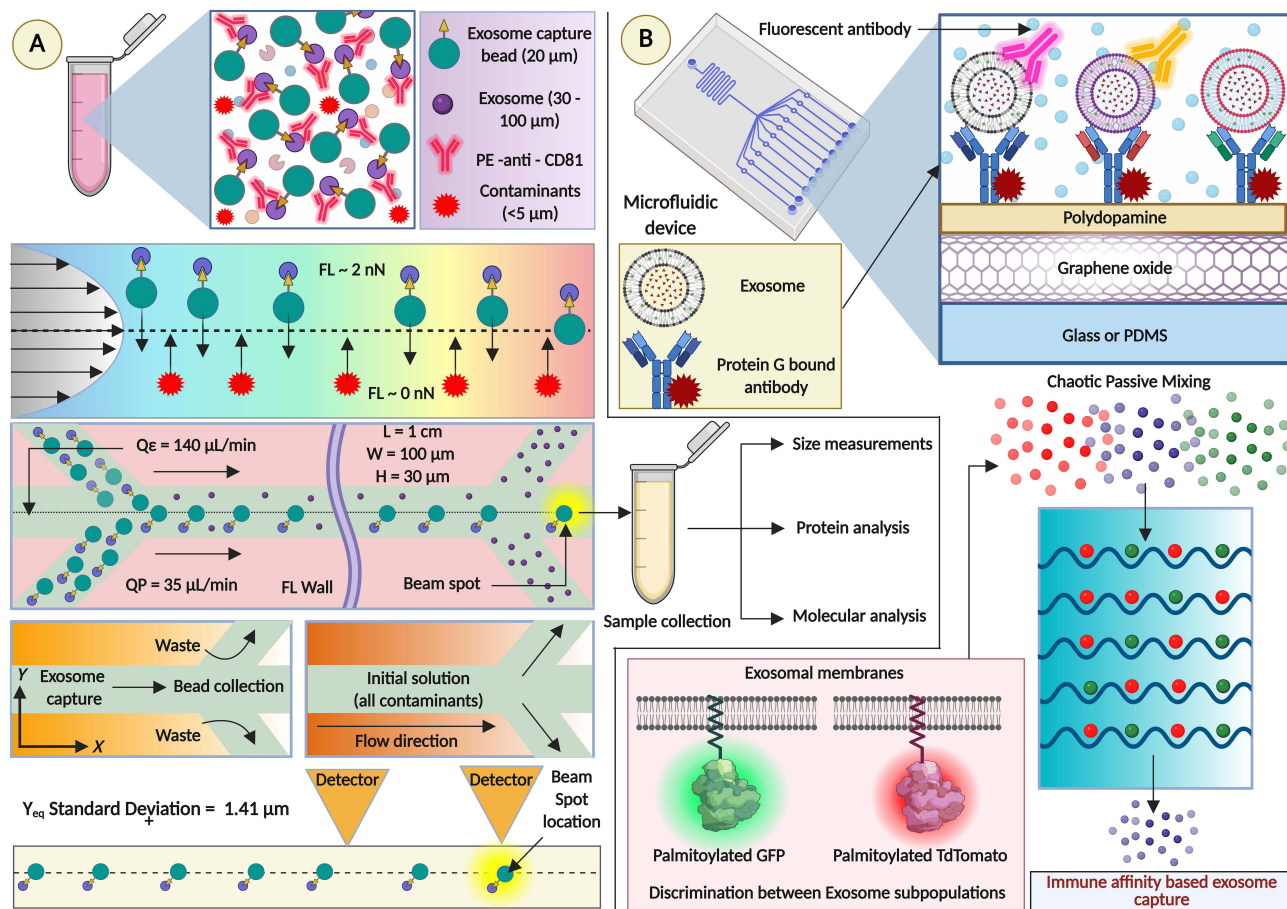 A
Exosome capture
bead (20 µm)
Exosome (30 -
100 µm)
PE -anti - CD81
Contaminants
(<5 µm)
FL ~ 2 nN
FL ~ 0 nN
Qε = 140 µL/min
L = 1 cm
W = 100 µm
H = 30 µm
QP = 35 µL/min
FL Wall
Beam spot
Waste
Y
Exosome
capture
Bead collection
Waste
X
Initial solution
(all contaminants)
Flow direction
Detector
Detector
Beam
Spot
location
Yeq Standard Deviation = 1.41 µm
+
B
Fluorescent antibody
Microfluidic
device
Exosome
Protein G bound
antibody
Polydopamine
Graphene oxide
Glass or PDMS
Sample collection
Size measurements
Protein analysis
Molecular analysis
Chaotic Passive Mixing
Exosomal membranes
Palmitoylated GFP
Palmitoylated TdTomato
Discrimination between Exosome subpopulations
Immune affinity based exosome
capture